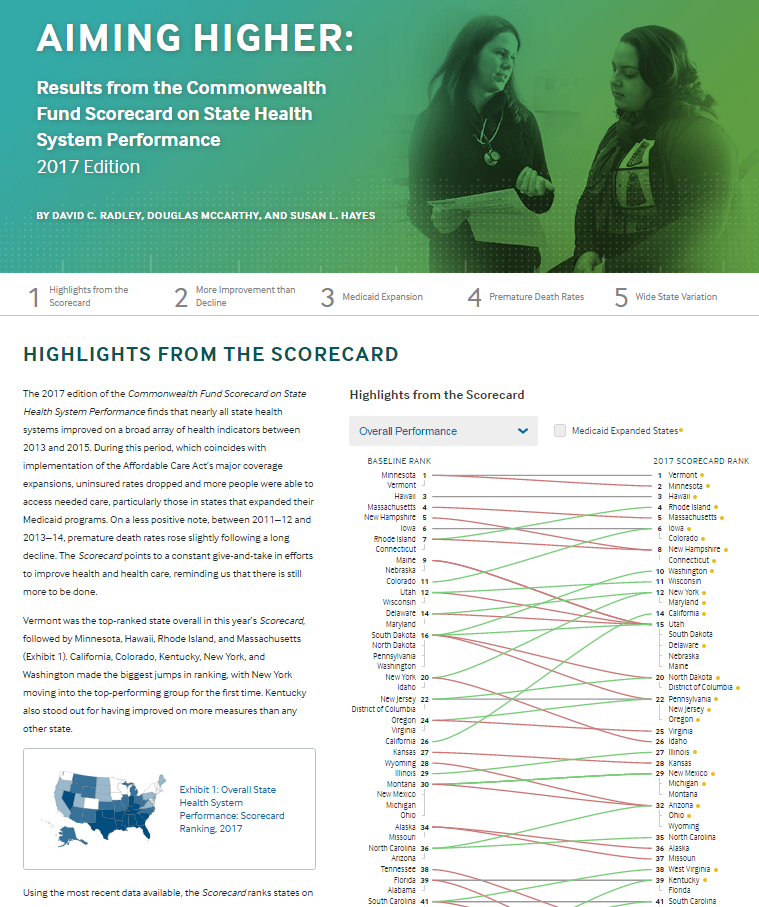 AIMING HIGHER:
Results from the Commonwealth
Fund Scorecard on State Health
System Performance
2017 Edition
BY DAVID C. RADLEY, DOUGLAS MCCARTHY, AND SUSAN L. HAYES
1 Highlights from the
Scorecard
2 More Improvement than
Decline
3 Medicaid Expansion
4 Premature Death Rates
5 Wide State Variation
HIGHLIGHTS FROM THE SCORECARD
The 2017 edition of the Commonwealth Fund Scorecard on State
Health System Performance finds that nearly all state health
systems improved on a broad array of health indicators between
2013 and 2015. During this period, which coincides with
implementation of the Affordable Care Act's major coverage
expansions, uninsured rates dropped and more people were able to
access needed care, particularly those in states that expanded their
Medicaid programs. On a less positive note, between 2011–12 and
2013–14, premature death rates rose slightly following a long
decline. The Scorecard points to a constant give-and-take in efforts
to improve health and health care, reminding us that there is still
more to be done.
Vermont was the top-ranked state overall in this year's Scorecard,
followed by Minnesota, Hawaii, Rhode Island, and Massachusetts
(Exhibit 1). California, Colorado, Kentucky, New York, and
Washington made the biggest jumps in ranking, with New York
moving into the top-performing group for the first time. Kentucky
also stood out for having improved on more measures than any
other state.
Exhibit 1: Overall State
Health System
Performance: Scorecard
Ranking, 2017
Using the most recent data available, the Scorecard ranks states on
Highlights from the Scorecard
Overall Performance
Medicaid Expanded States
BASELINE RANK
Minnesota 1
Vermont
Hawaii 3
Massachusetts 4
New Hampshire 5
Iowa 6
Rhode Island 7
Connecticut
Maine 9
Nebraska
Colorado 11
Utah 12
Wisconsin
Delaware 14
Maryland
South Dakota 16
North Dakota
Pennsylvania
Washington
New York 20
Idaho
New Jersey 22
District of Columbia
Oregon 24
Virginia
California 26
Kansas 27
Wyoming 28
Illinois 29
Montana 30
New Mexico
Michigan
Ohio
Alaska 34
Missouri
North Carolina 36
Arizona
Tennessee 38
Florida 39
Alabama
South Carolina 41
2017 SCORECARD RANK
1 Vermont
2 Minnesota
3 Hawaii
4 Rhode Island
5 Massachusetts
6 Iowa
Colorado
8 New Hampshire
Connecticut
10 Washington
11 Wisconsin
12 New York
Maryland
14 California
15 Utah
South Dakota
Delaware
Nebraska
Maine
20 North Dakota
District of Columbia
22 Pennsylvania
New Jersey
Oregon
25 Virginia
26 Idaho
27 Illinois
28 Kansas
29 New Mexico
Michigan
Montana
32 Arizona
Ohio
Wyoming
35 North Carolina
36 Alaska
37 Missouri
38 West Virginia
39 Kentucky
Florida
41 South Carolina